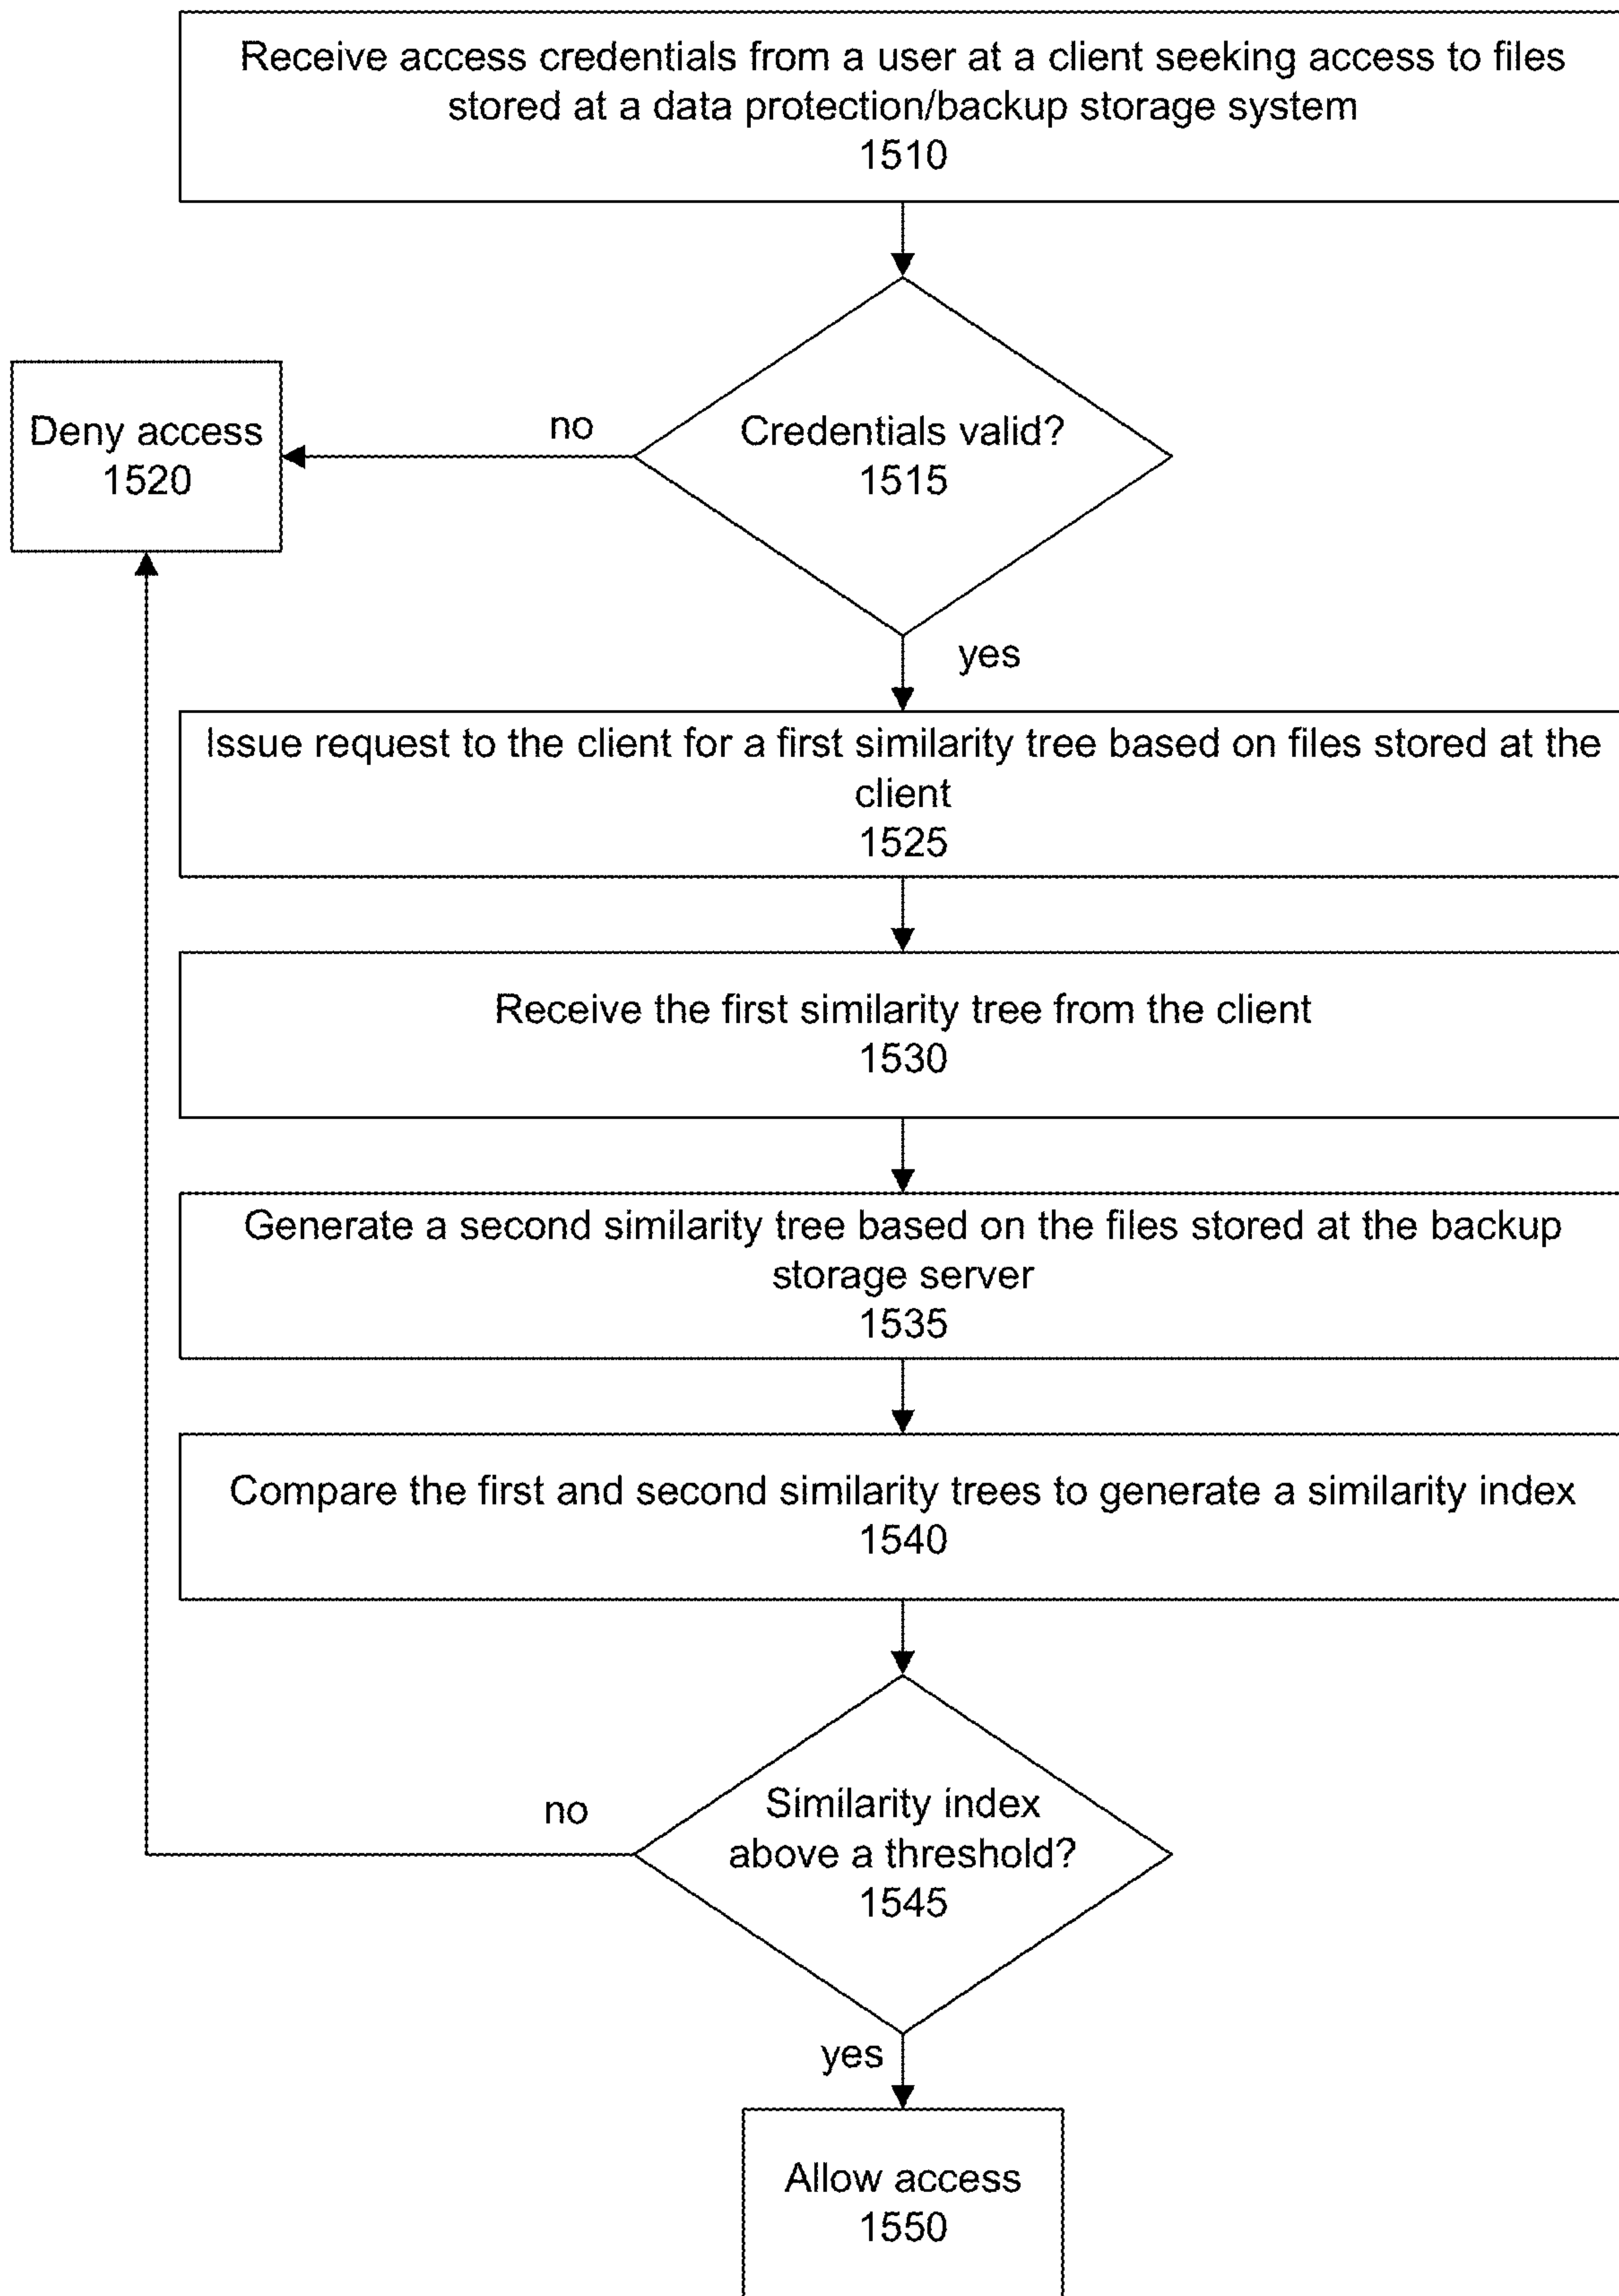 Receive access credentials from a user at a client seeking access to files
stored at a data protection/backup storage system
1510
Credentials valid?
1515
no
Deny access
1520
yes
Issue request to the client for a first similarity tree based on files stored at the
client
1525
Receive the first similarity tree from the client
1530
Generate a second similarity tree based on the files stored at the backup
storage server
1535
Compare the first and second similarity trees to generate a similarity index
1540
Similarity index
above a threshold?
1545
no
yes
Allow access
1550